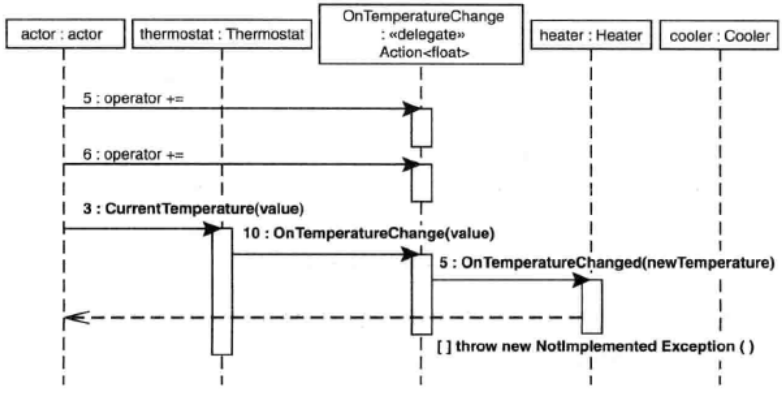 actor : actor
thermostat : Thermostat
OnTemperatureChange
: «delegate»
Action<float>
heater : Heater
cooler : Cooler
5 : operator +=
6 : operator +=
3 : CurrentTemperature(value)
10 : OnTemperatureChange(value)
5 : OnTemperatureChanged(newTemperature)
[ ] throw new NotImplemented Exception ( )